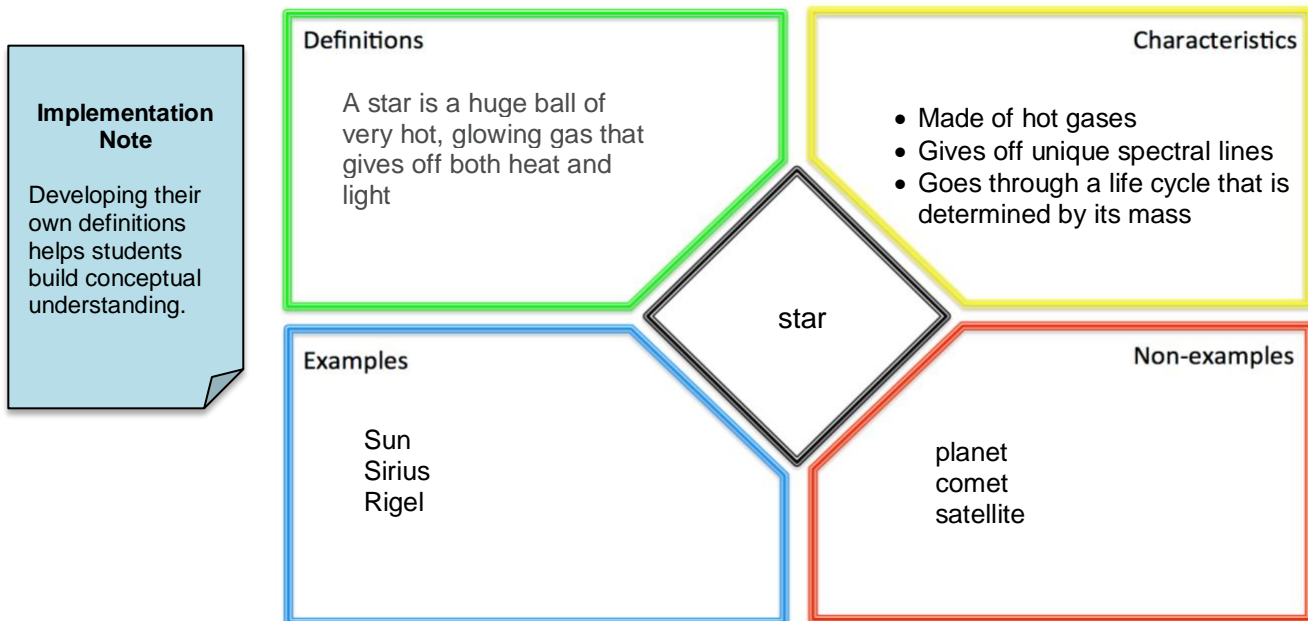 Implementation
Note
Developing their
own definitions
helps students
build conceptual
understanding.
Definitions
A star is a huge ball of
very hot, glowing gas that
gives off both heat and
light
Characteristics
• Made of hot gases
• Gives off unique spectral lines
• Goes through a life cycle that is
determined by its mass
star
Examples
Sun
Sirius
Rigel
Non-examples
planet
comet
satellite